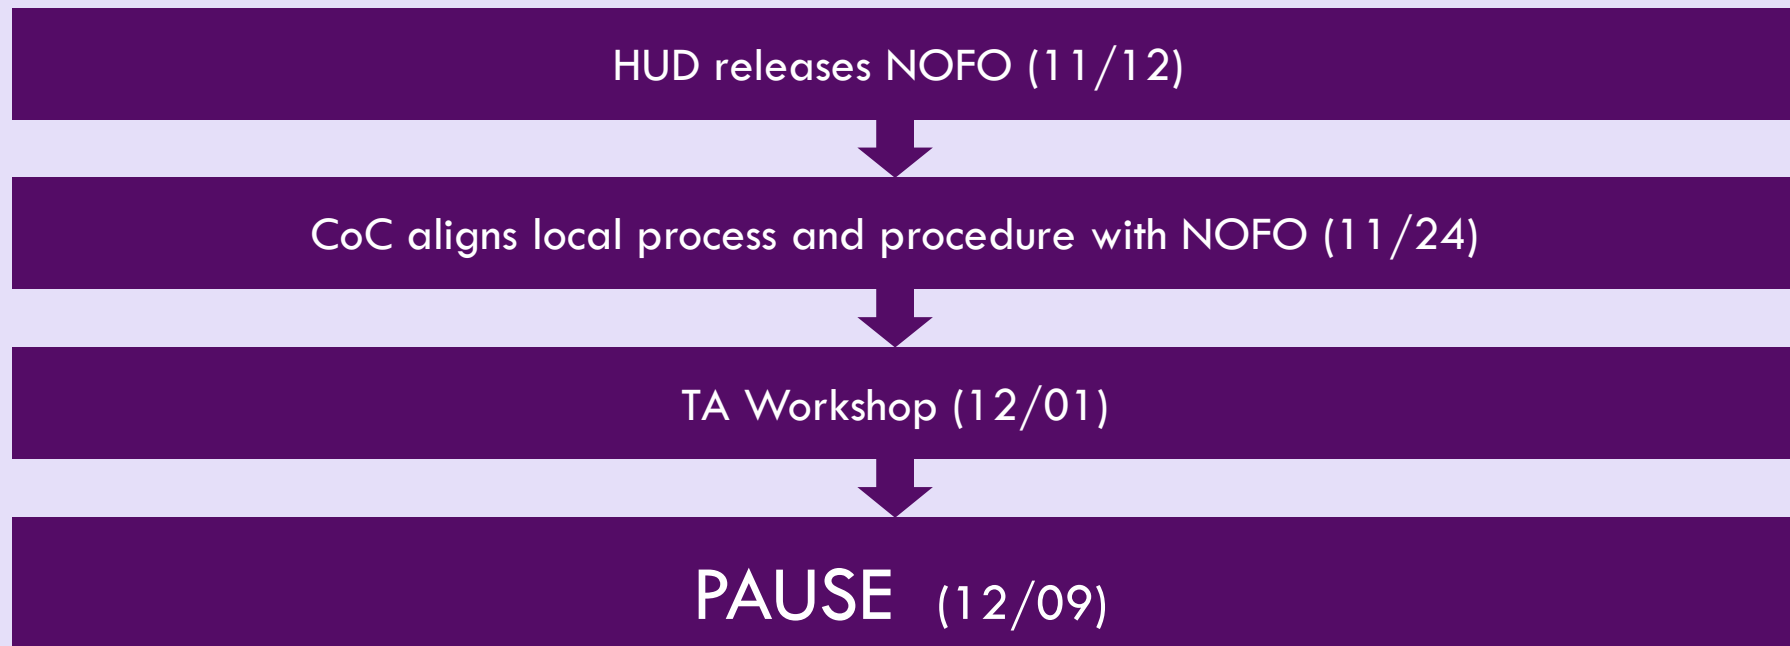 HUD releases NOFO (11/12)
CoC aligns local process and procedure with NOFO (11/24)
TA Workshop (12/01)
PAUSE (12/09)